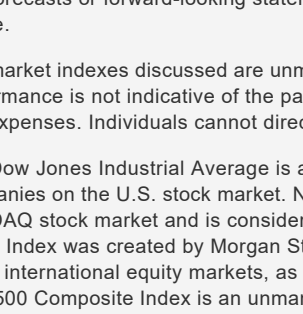 forecasts or forward-looking state
e.
market indexes discussed are unm
rmance is not indicative of the pa
expenses. Individuals cannot direc
Dow Jones Industrial Average is a
anies on the U.S. stock market. N
DAQ stock market and is consider
Index was created by Morgan St
international equity markets, as
500 Composite Index is an unmar